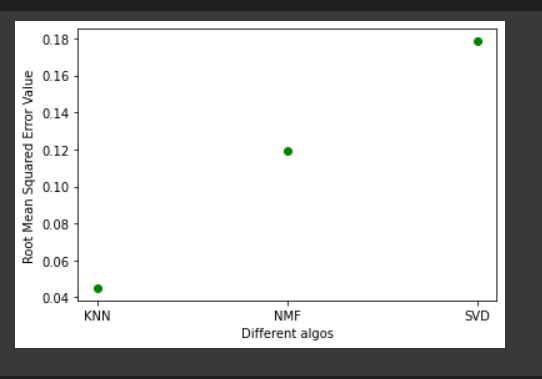 Root Mean Squared Error Value
0.18
0.16
0.14
0.12
0.10
0.08
0.06
0.04
KNN NMF SVD
Different algos